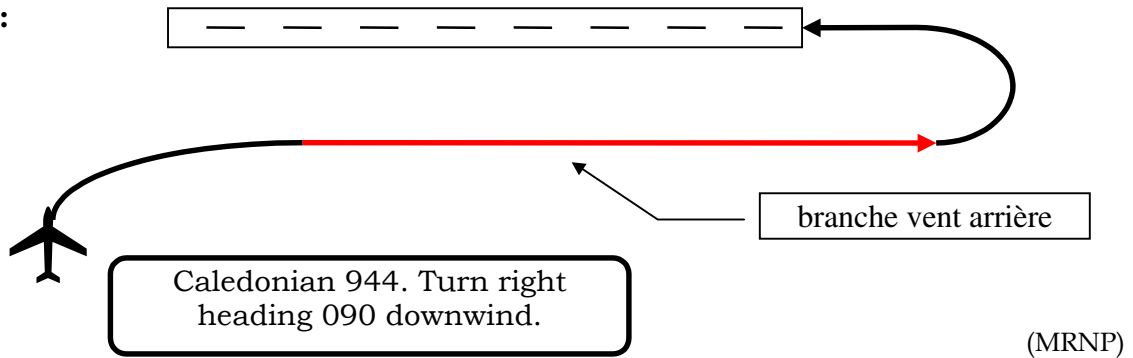 :
branche vent arrière
Caledonian 944. Turn right
heading 090 downwind.
(MRNP)